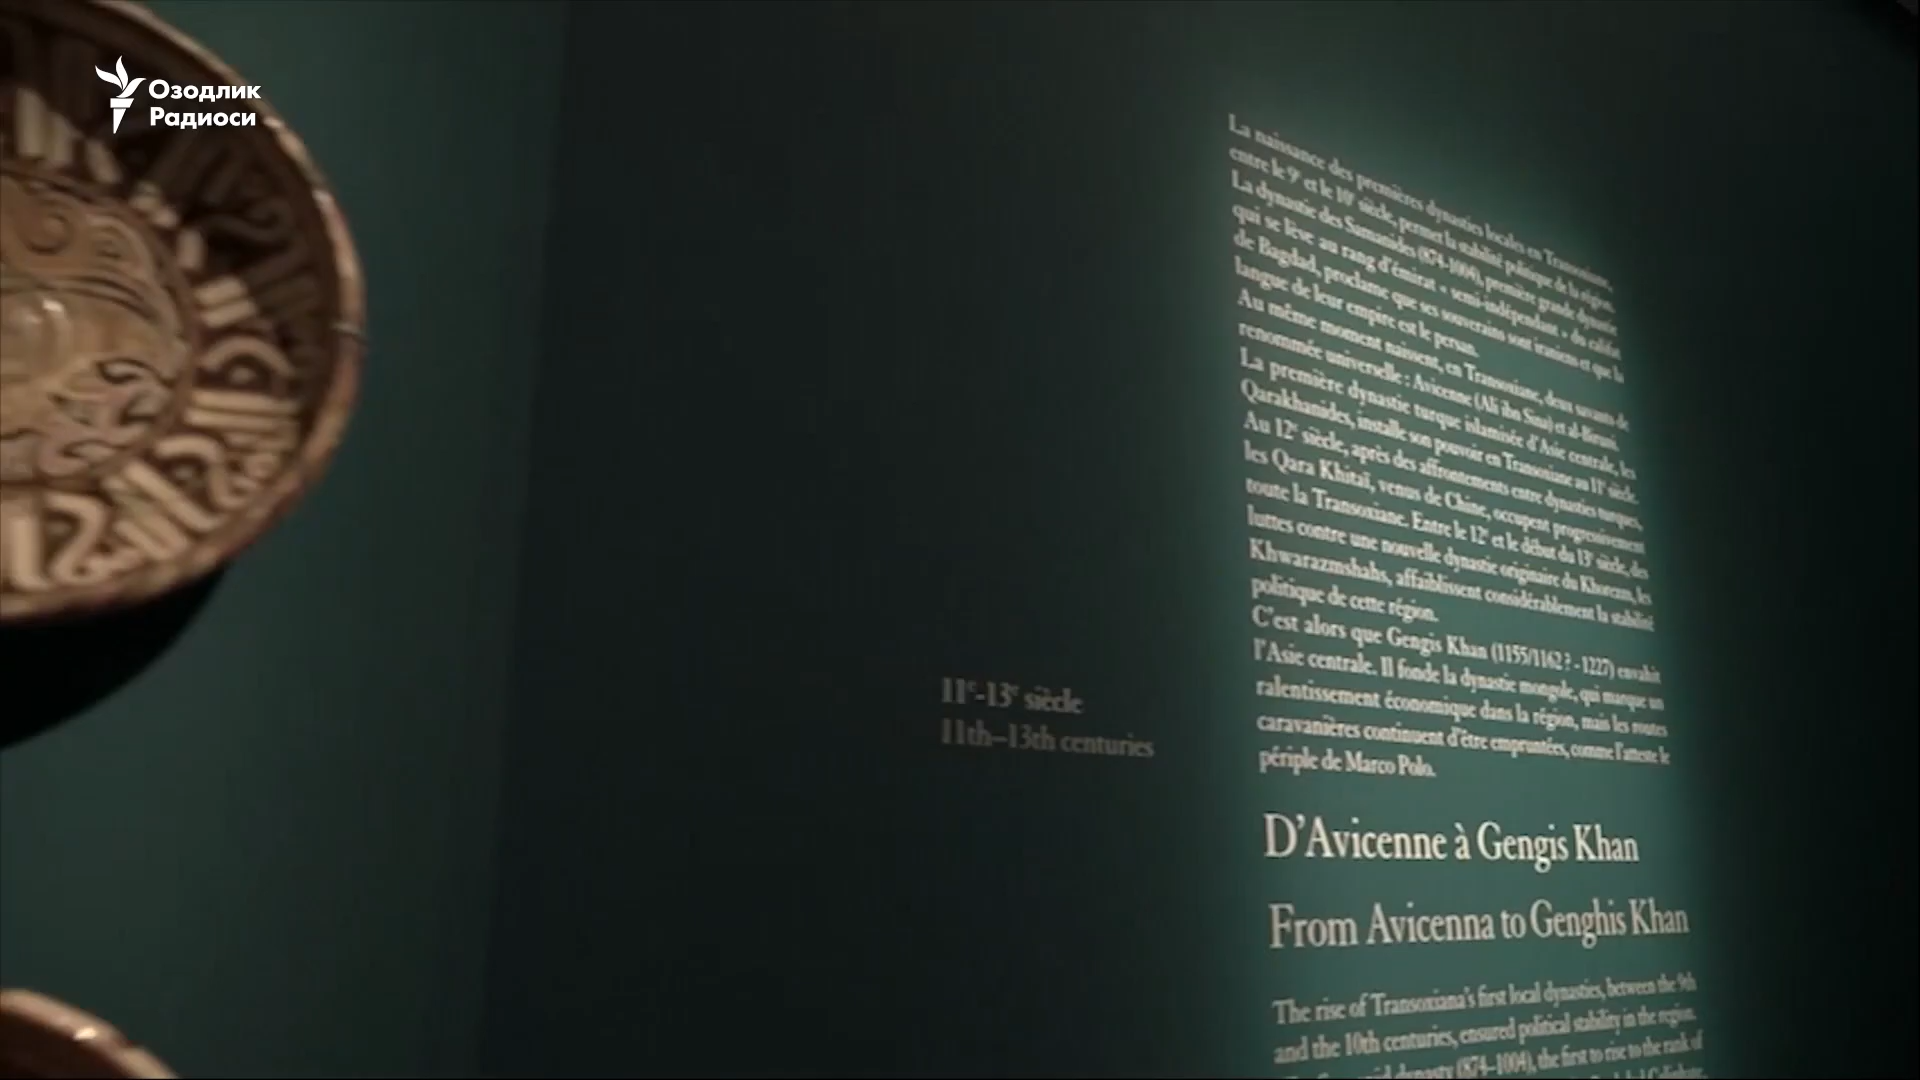 Озодлик
Радиоси
La naissance des premières dynasties locales en Transoxiane,
entre le 9e et le 10e siècle, permet la stabilité politique de la région.
La dynastie des Samanides (874-1004), première grande dynastie
qui se lève au rang d'émirat « semi-indépendant » du califat
de Bagdad, proclame que ses souverains sont iraniens et que la
langue de leur empire est le persan.
Au même moment naissent, en Transoxiane, deux savants de
renommée universelle : Avicenne (Ali ibn Sina) et al-Biruni.
La première dynastie turque islamisée d'Asie centrale, les
Qarakhanides, installe son pouvoir en Transoxiane au 11e siècle.
Au 12e siècle, après des affrontements entre dynasties turques,
les Qara Khitaï, venus de Chine, occupent progressivement
toute la Transoxiane. Entre le 12e et le début du 13e siècle, des
luttes contre une nouvelle dynastie originaire du Khorezm, les
Khwarazmshahs, affaiblissent considérablement la stabilité
politique de cette région.
C'est alors que Gengis Khan (1155/1162 ? - 1227) envahit
l'Asie centrale. Il fonde la dynastie mongole, qui marque un
ralentissement économique dans la région, mais les routes
caravanières continuent d'être empruntées, comme l'atteste le
périple de Marco Polo.
11e-13e siècle
11th–13th centuries
D'Avicenne à Gengis Khan
From Avicenna to Genghis Khan
The rise of Transoxiana's first local dynasties, between the 9th
and the 10th centuries, ensured political stability in the region.
dynasty (874–1004), the first to rise to the rank of